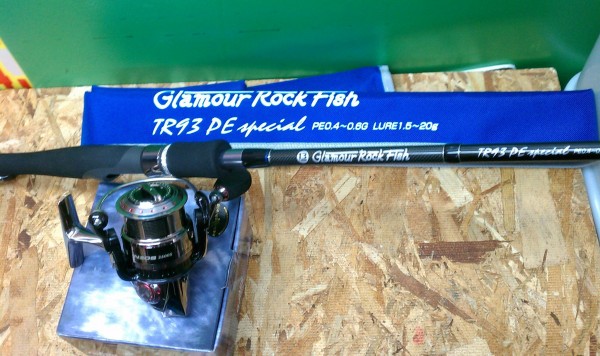 Glamour Rock Fish
TR93 PE special PE0.4~0.6G LURE1.5~20g
Glamour Rock Fish TR93 PE special